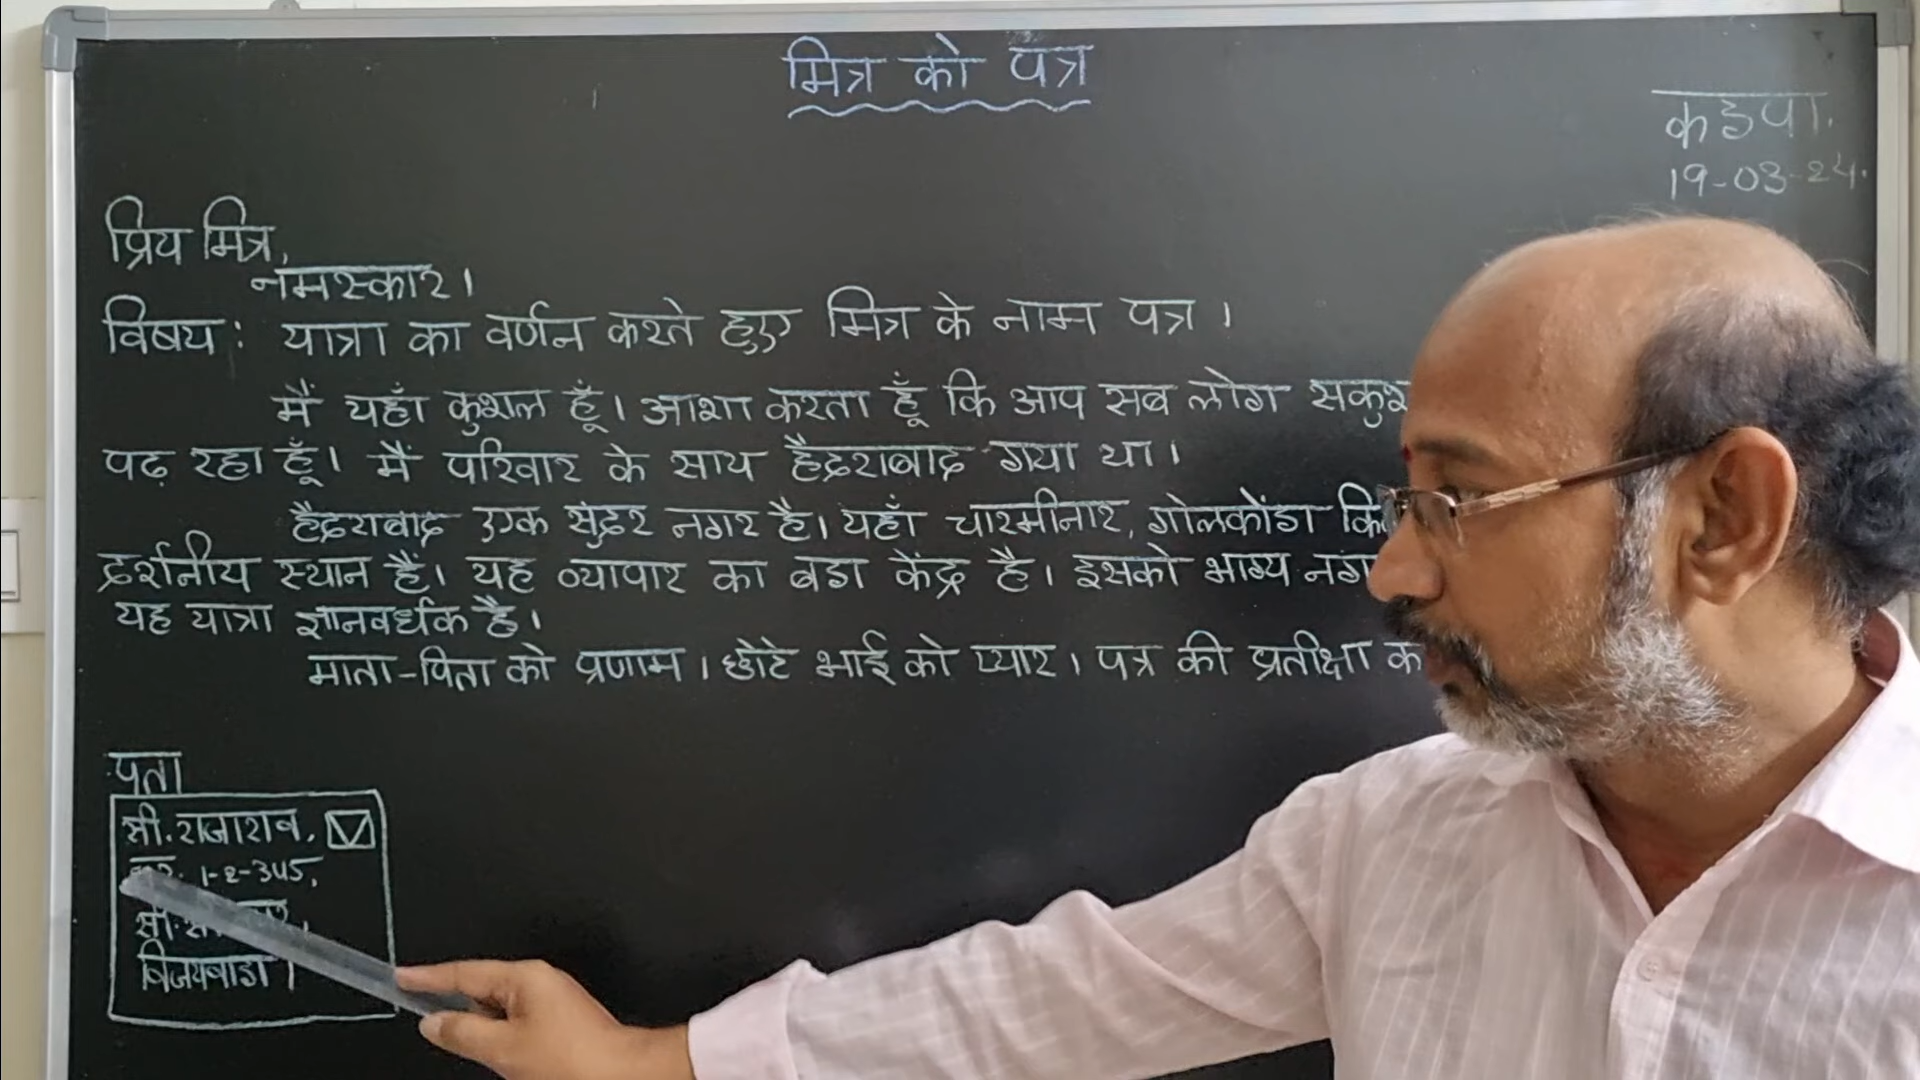 मित्र को पत्र
कडपा.
19-03-24.
प्रिय मित्र,
नमस्कार।
विषय: यात्रा का वर्णन करते हुए मित्र के नाम पत्र।
मैं यहाँ कुशल हूँ। आशा करता हूँ कि आप सब लोग
पढ़ रहा हूँ। मैं परिवार के साथ हैदराबाद गया था।
हैदराबाद एक सुंदर नगर है। यहाँ चारमीनार, गोलकोंडा
दर्शनीय स्थान हैं। यह व्यापार का बडा केंद्र है। इसको भाग्य
यह यात्रा ज्ञानवर्धक है।
माता-पिता को प्रणाम। छोटे भाई को प्यार। पत्र की प्रतीक्षा
पता
सी.राजाराव,
1-2-345,
विजयवाडा।